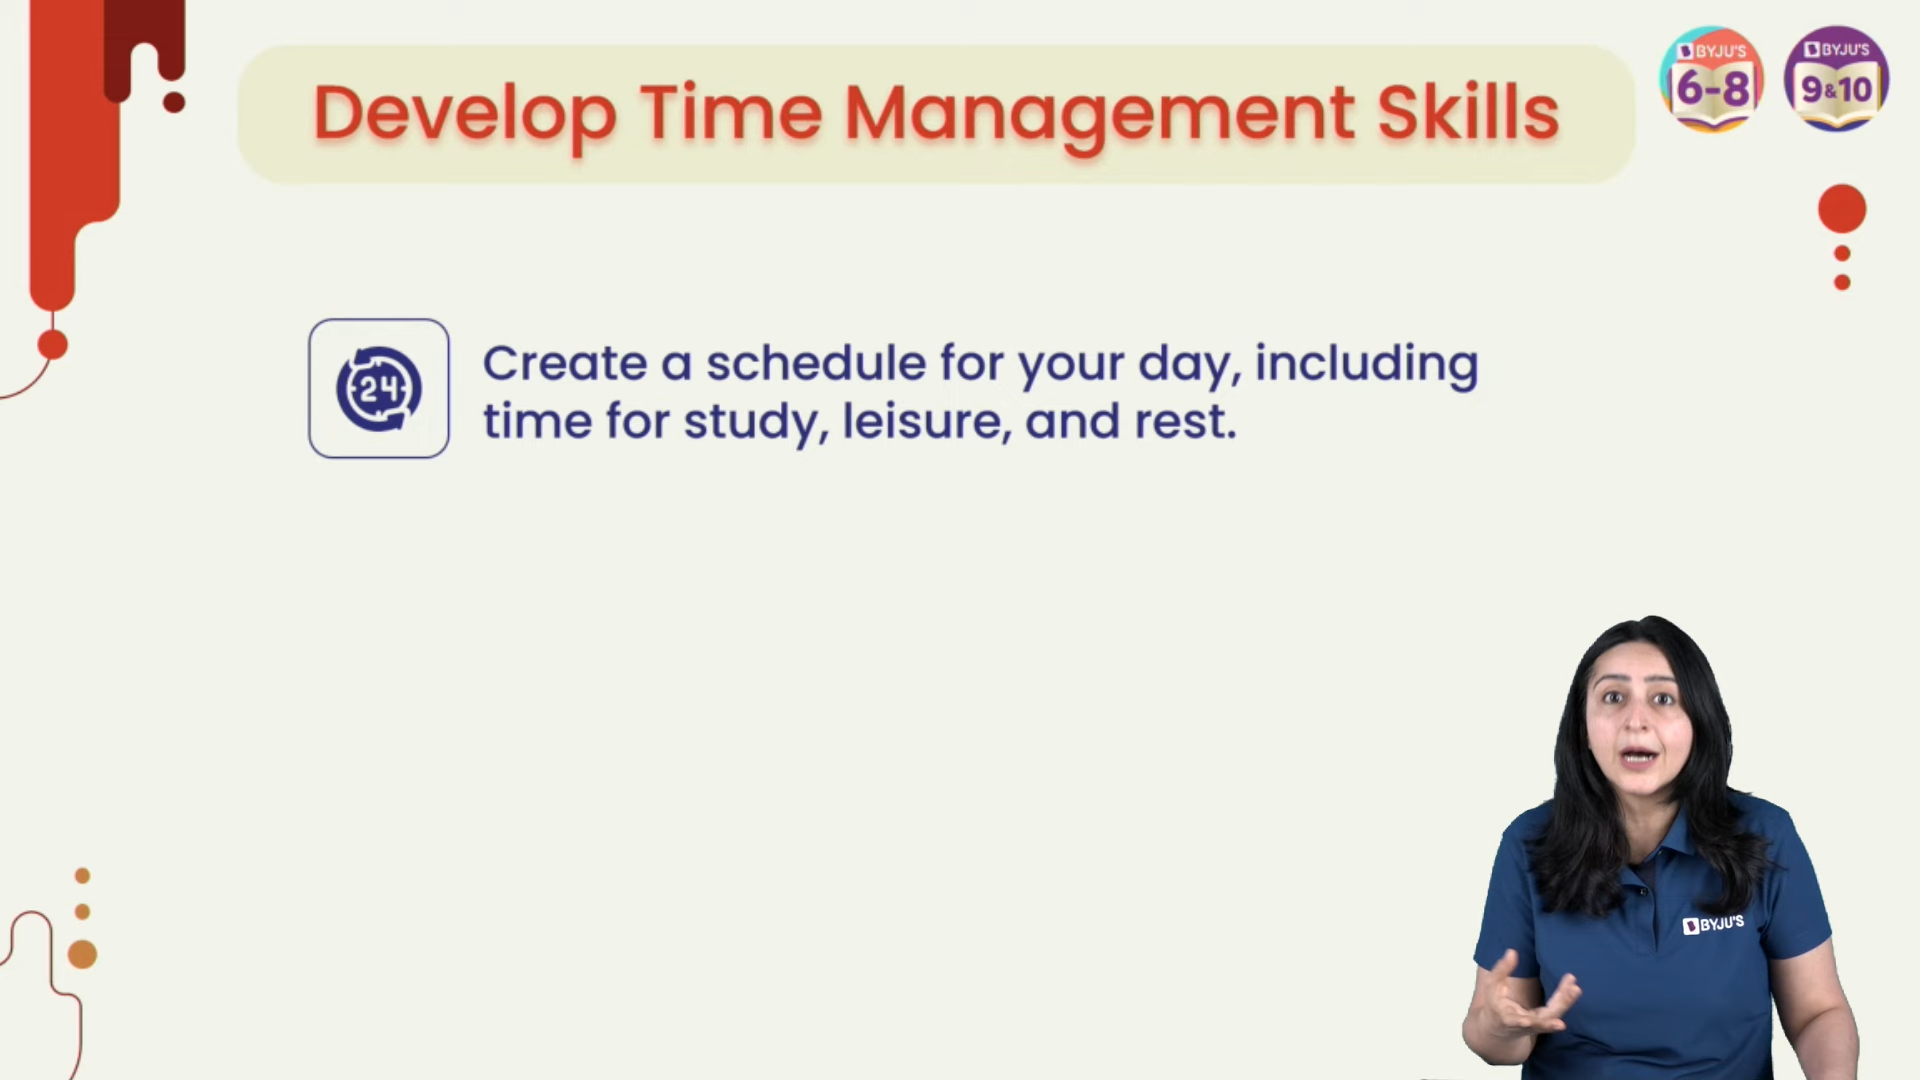 Develop Time Management Skills
BYJU'S
6-8
BYJU'S
9&10
24
Create a schedule for your day, including
time for study, leisure, and rest.
BYJU'S